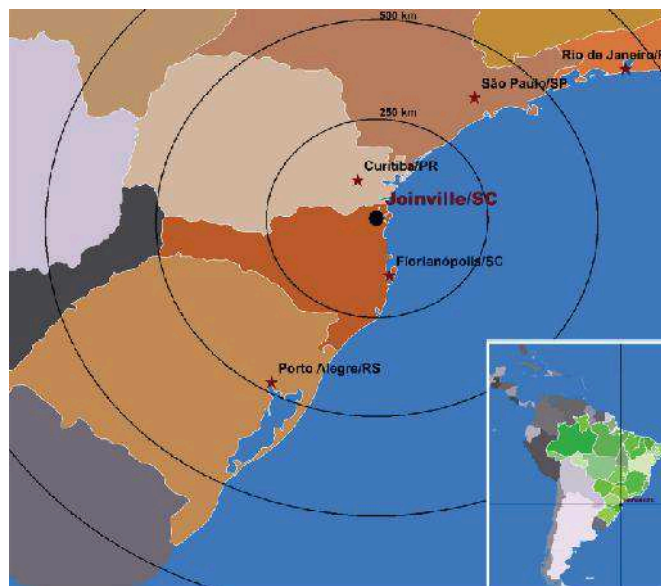 500 km
Rio de Janeiro/R
São Paulo/SP
250 km
Curitiba/PR
Joinville/SC
Florianópolis/SC
Porto Alegre/RS